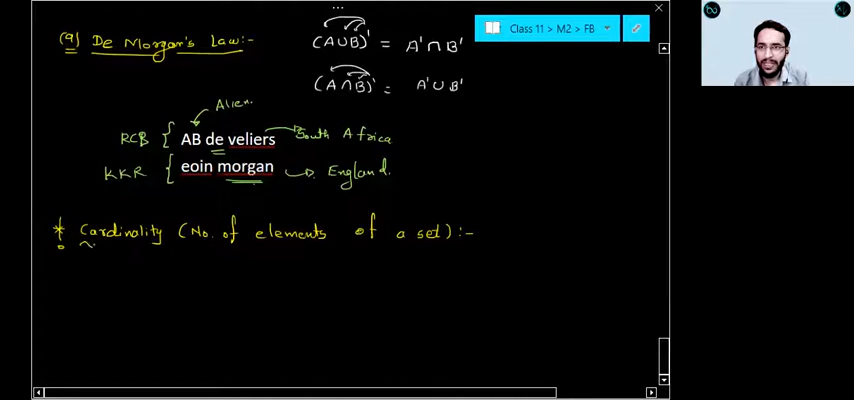 (9) De Morgan's Law:-
(A∪B)' = A' ∩ B'
Class 11 > M2 > FB
(A∩B)' = A' ∪ B'
Alien.
RCB { AB de veliers → South Africa
KKR { eoin morgan → England.
* Cardinality (No. of elements of a set) :-